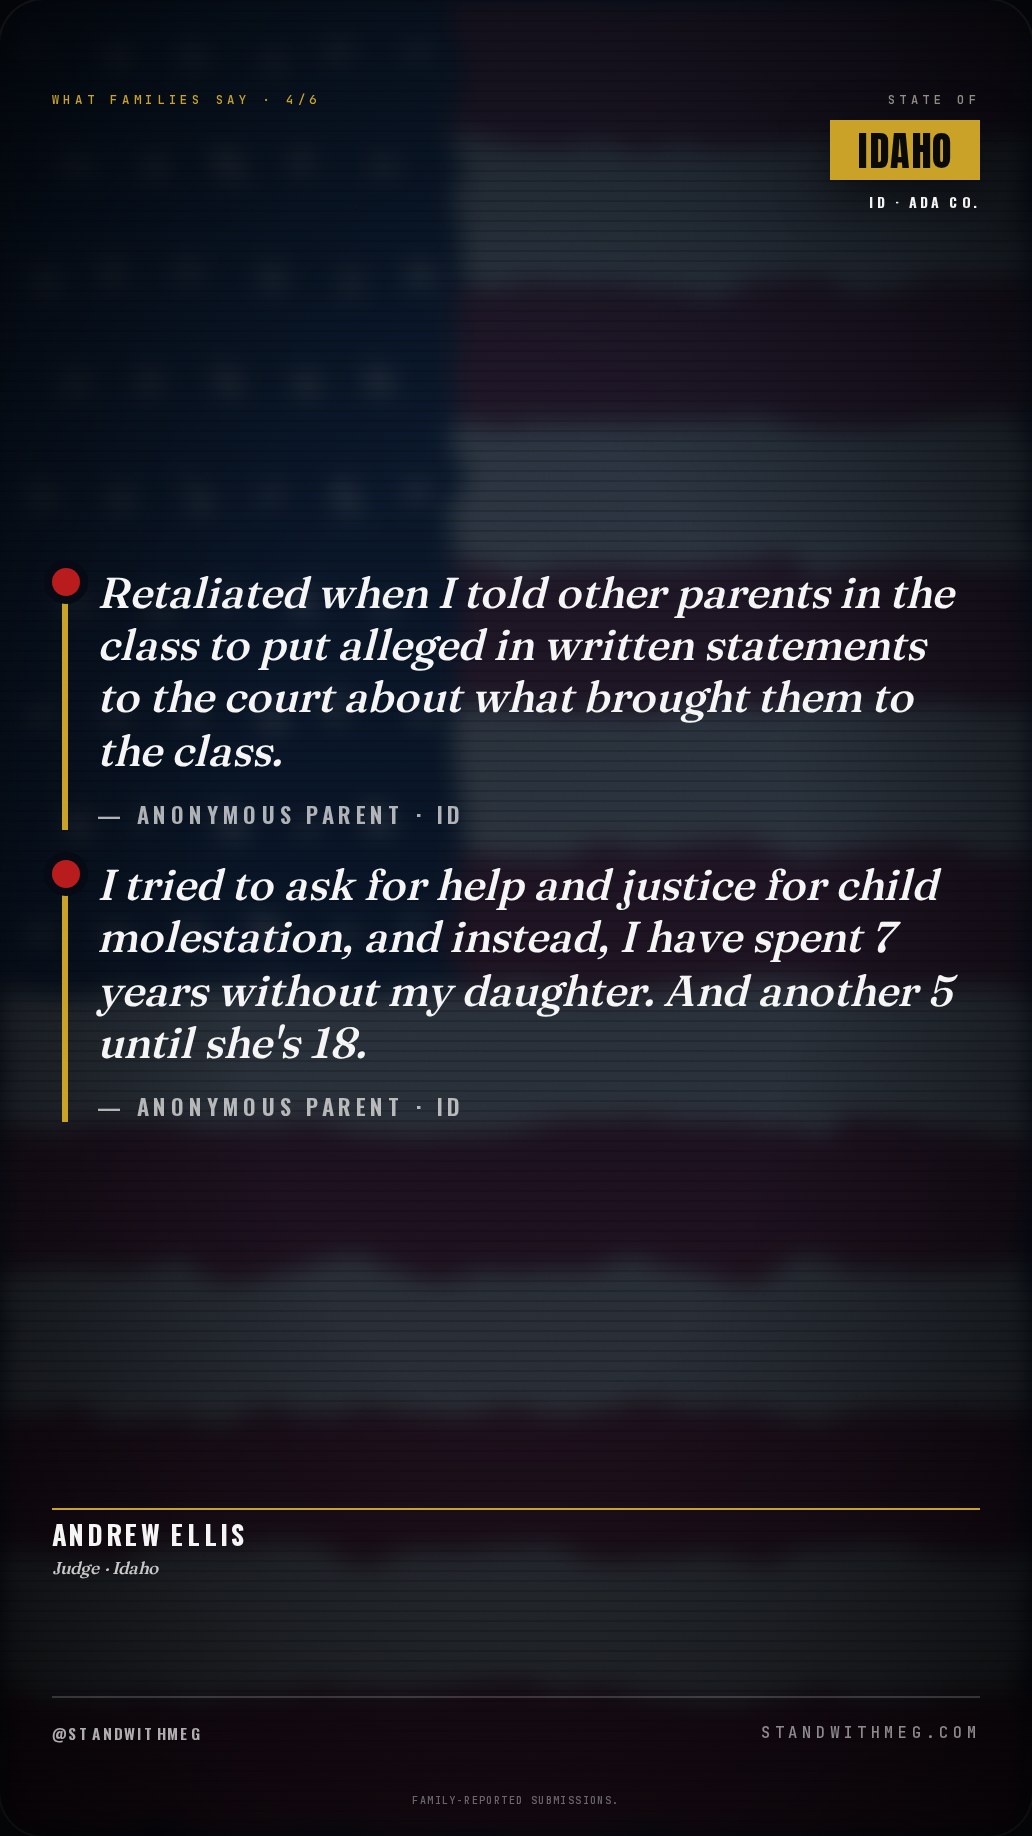 WHAT FAMILIES SAY · 4/6
STATE OF
IDAHO
ID · ADA CO.
Retaliated when I told other parents in the
class to put alleged in written statements
to the court about what brought them to
the class.
— ANONYMOUS PARENT · ID
I tried to ask for help and justice for child
molestation, and instead, I have spent 7
years without my daughter. And another 5
until she's 18.
— ANONYMOUS PARENT · ID
ANDREW ELLIS
Judge · Idaho
@STANDWITHMEG
STANDWITHMEG.COM
FAMILY-REPORTED SUBMISSIONS.